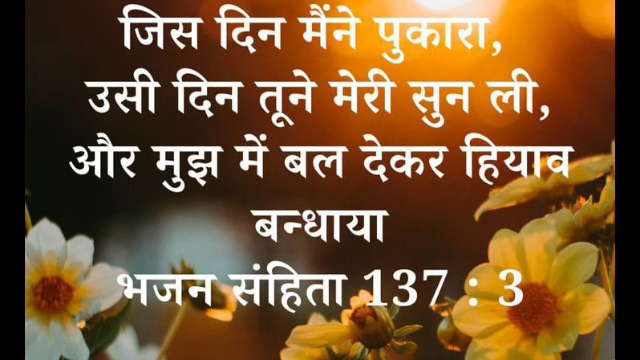 जिस दिन मैंने पुकारा,
उसी दिन तूने मेरी सुन ली,
और मुझ में बल देकर हियाव
बन्धाया
भजन संहिता 137 : 3